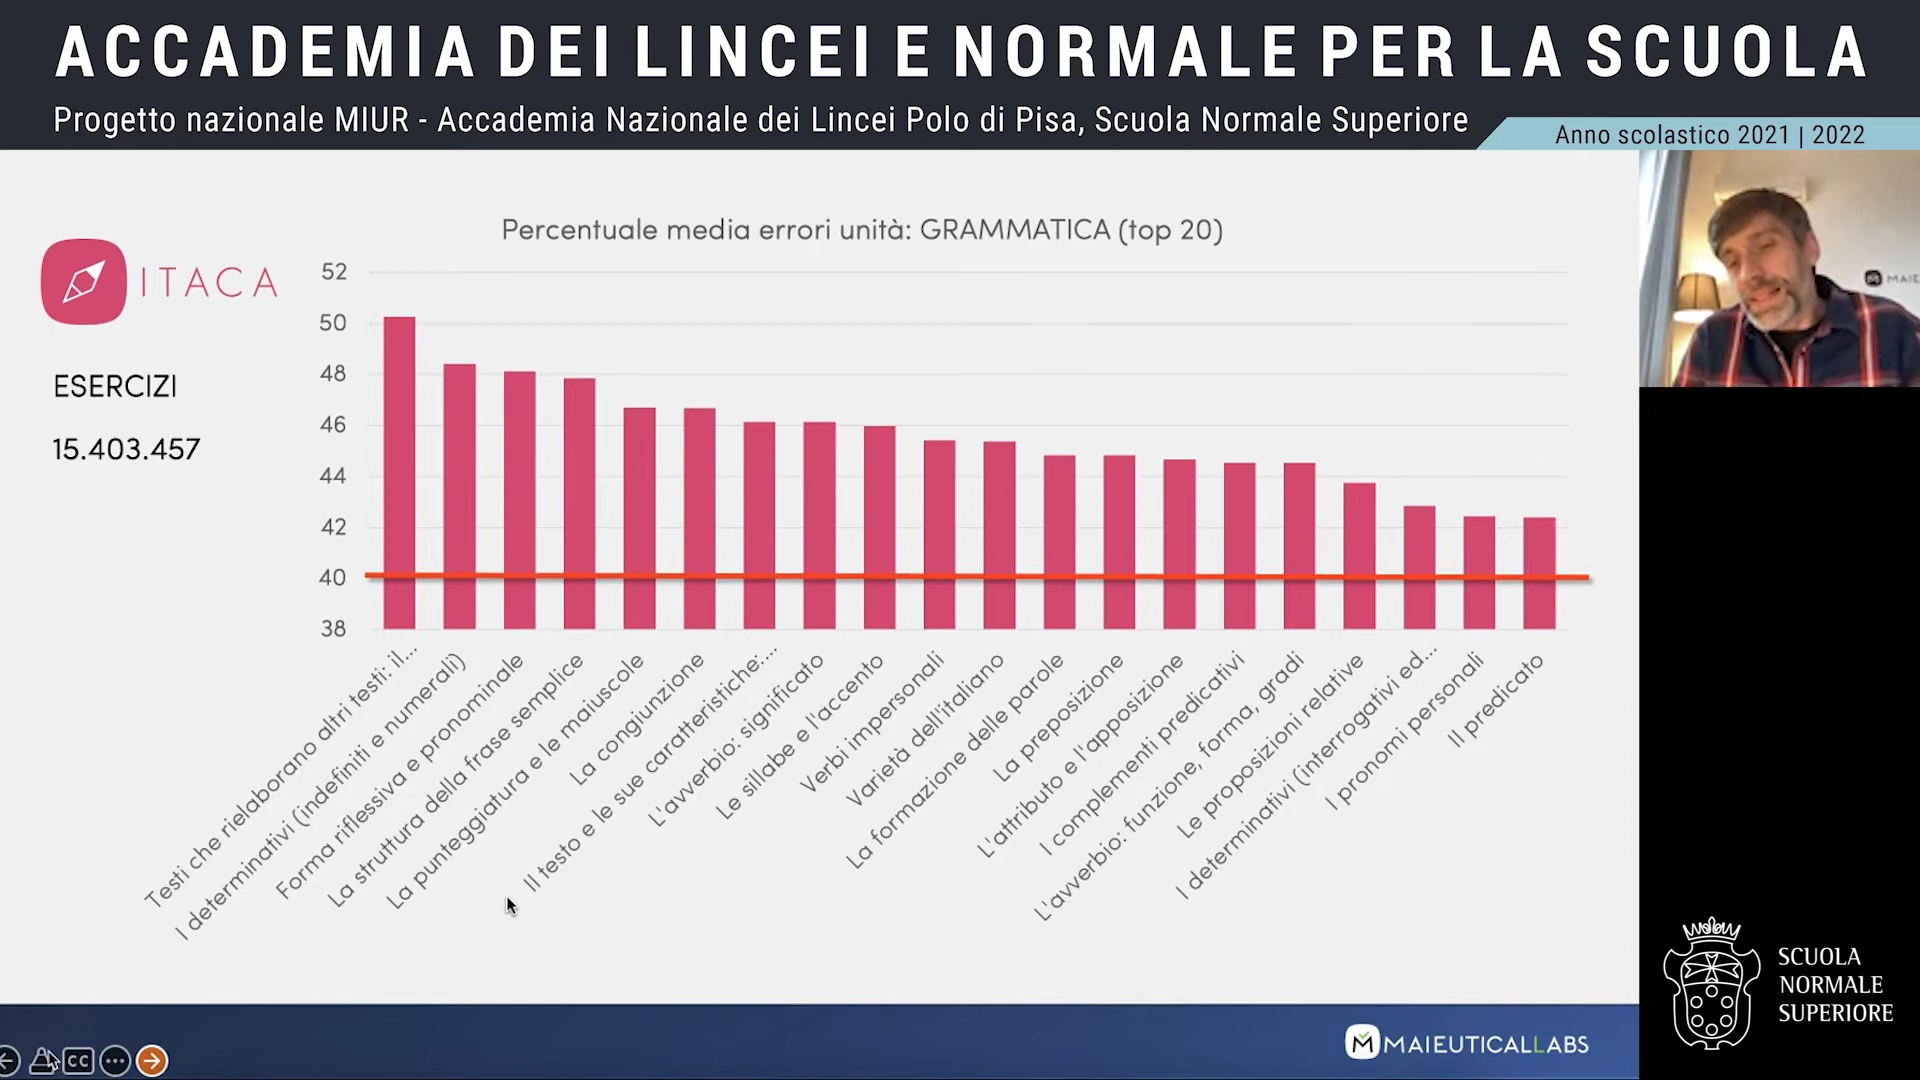 ACCADEMIA DEI LINCEI E NORMALE PER LA SCUOLA
Progetto nazionale MIUR - Accademia Nazionale dei Lincei Polo di Pisa, Scuola Normale Superiore
Anno scolastico 2021 | 2022
Percentuale media errori unità: GRAMMATICA (top 20)
ITACA
ESERCIZI
15.403.457
52
50
48
46
44
42
40
38
Testi che rielaborano altri testi: il...
I determinativi (indefiniti e numerali)
Forma riflessiva e pronominale
La struttura della frase semplice
La punteggiatura e le maiuscole
La congiunzione
Il testo e le sue caratteristiche:...
L'avverbio: significato
Le sillabe e l'accento
Verbi impersonali
Varietà dell'italiano
La formazione delle parole
La preposizione
L'attributo e l'apposizione
I complementi predicativi
L'avverbio: funzione, forma, gradi
Le proposizioni relative
I determinativi (interrogativi ed...
I pronomi personali
Il predicato
MAIE
SCUOLA
NORMALE
SUPERIORE
MAIEUTICALLABS
CC